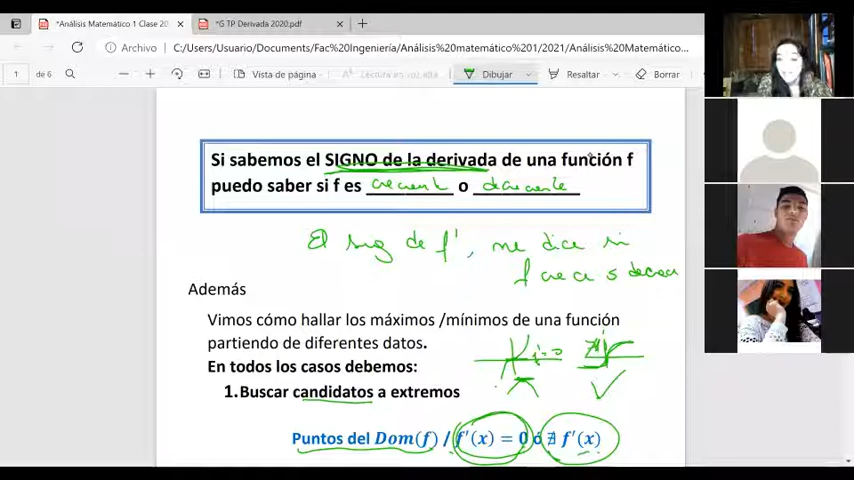 *Análisis Matemático 1 Clase 20
*G TP Derivada 2020.pdf
Archivo
C:/Users/Usuario/Documents/Fac%20Ingeniería/Análisis%20matemático%201/2021/Análisis%20Matemático...
1 de 6
Vista de página
Lectura en voz alta
Dibujar
Resaltar
Borrar
Si sabemos el SIGNO de la derivada de una función f
puedo saber si f es creciente o decreciente
El sig de f', me dice si
f crece o decrece
Además
Vimos cómo hallar los máximos /mínimos de una función
partiendo de diferentes datos.
En todos los casos debemos:
1. Buscar candidatos a extremos
Puntos del Dom(f) / f'(x) = 0 ó ∄ f'(x)